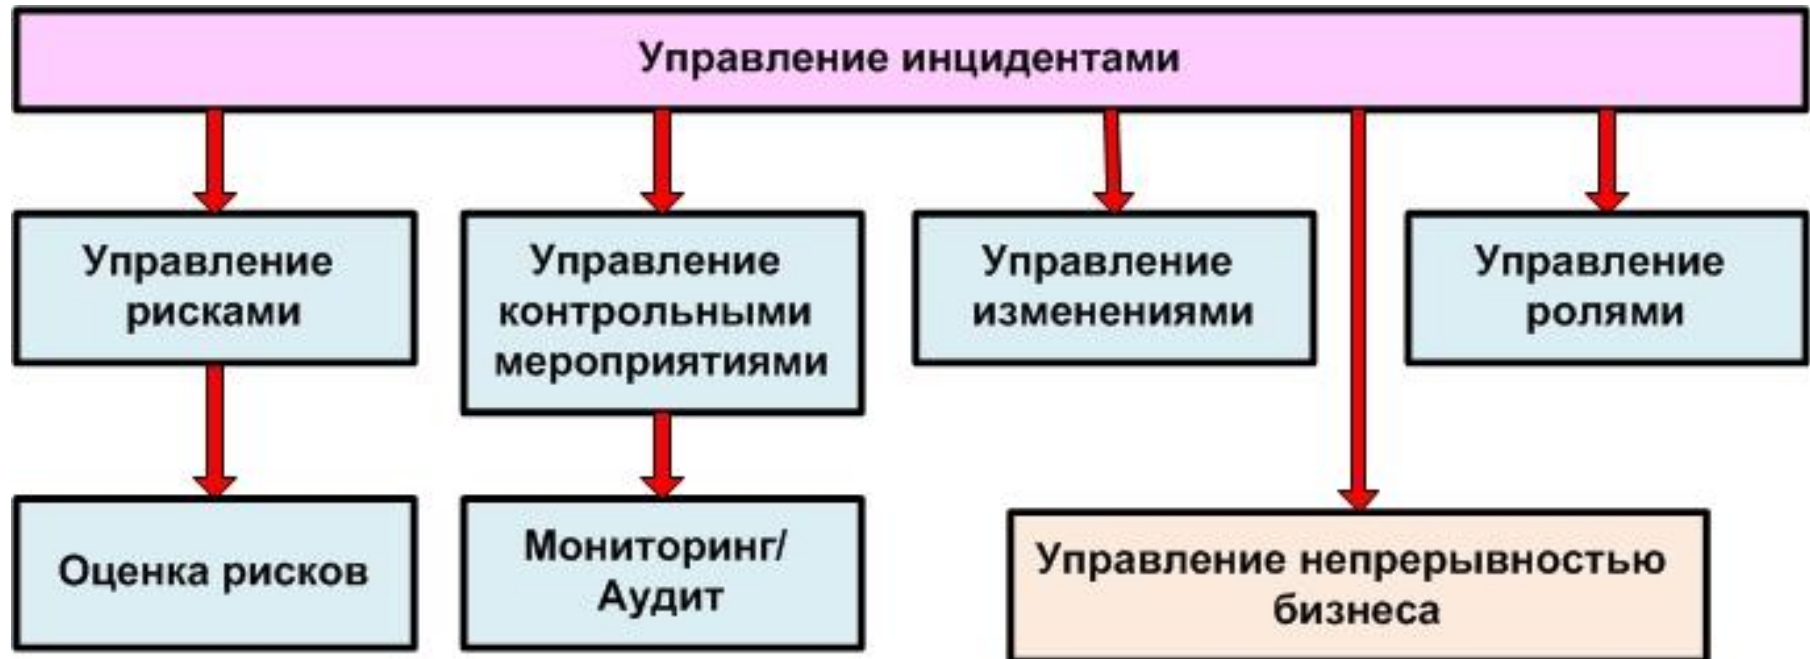 Управление инцидентами
Управление
рисками
Управление
контрольными
мероприятиями
Управление
изменениями
Управление
ролями
Оценка рисков
Мониторинг/
Аудит
Управление непрерывностью
бизнеса